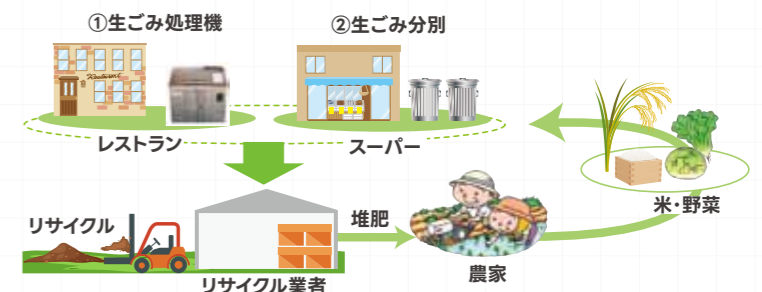 ①生ごみ処理機
②生ごみ分別
Restaurant
レストラン
スーパー
米・野菜
リサイクル
堆肥
農家
リサイクル業者